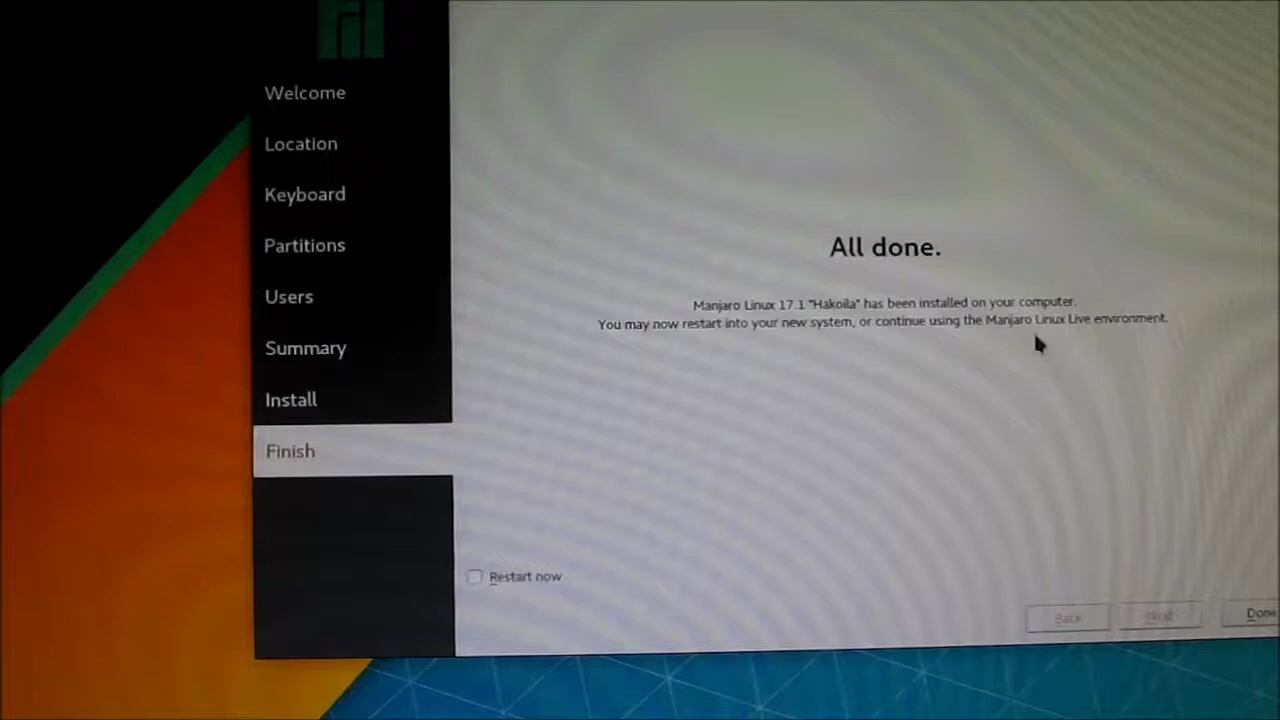 Welcome
Location
Keyboard
Partitions
Users
Summary
Install
Finish
All done.
Manjaro Linux 17.1 "Hakoila" has been installed on your computer.
You may now restart into your new system, or continue using the Manjaro Linux Live environment.
Restart now
Back
Next
Done